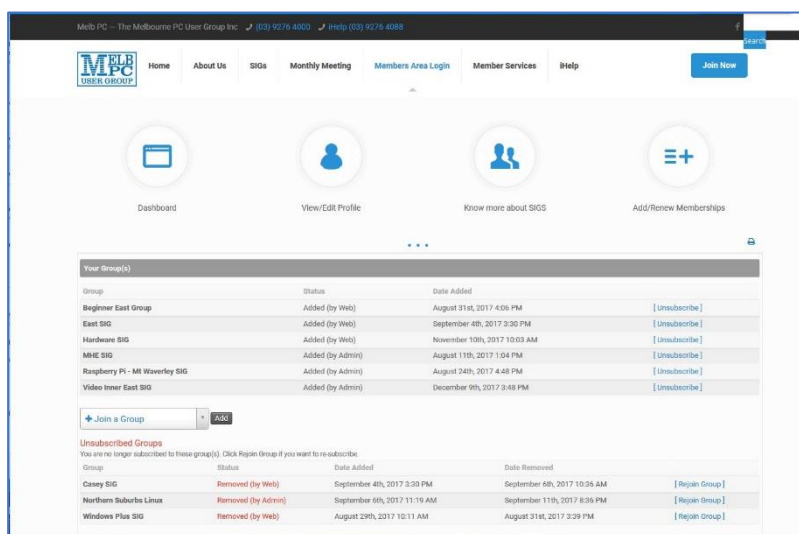 Melb PC -- The Melbourne PC User Group Inc (03) 9276 4000 iHelp (03) 9276 4088
Search
MELB PC USER GROUP
Home About Us SIGs Monthly Meeting Members Area Login Member Services iHelp Join Now
Dashboard View/Edit Profile Know more about SIGS Add/Renew Memberships
Your Group(s)
Group Status Date Added
Beginner East Group Added (by Web) August 31st, 2017 4:06 PM [ Unsubscribe ]
East SIG Added (by Web) September 4th, 2017 3:30 PM [ Unsubscribe ]
Hardware SIG Added (by Web) November 10th, 2017 10:03 AM [ Unsubscribe ]
MHE SIG Added (by Admin) August 11th, 2017 1:04 PM [ Unsubscribe ]
Raspberry Pi - Mt Waverley SIG Added (by Admin) August 24th, 2017 4:48 PM [ Unsubscribe ]
Video Inner East SIG Added (by Admin) December 9th, 2017 3:48 PM [ Unsubscribe ]
+ Join a Group Add
Unsubscribed Groups
You are no longer subscribed to these group(s). Click Rejoin Group if you want to re-subscribe.
Group Status Date Added Date Removed
Casey SIG Removed (by Web) September 4th, 2017 3:30 PM September 6th, 2017 10:36 AM [ Rejoin Group ]
Northern Suburbs Linux Removed (by Admin) September 6th, 2017 11:19 AM September 11th, 2017 8:36 PM [ Rejoin Group ]
Windows Plus SIG Removed (by Web) August 29th, 2017 10:11 AM August 31st, 2017 3:39 PM [ Rejoin Group ]